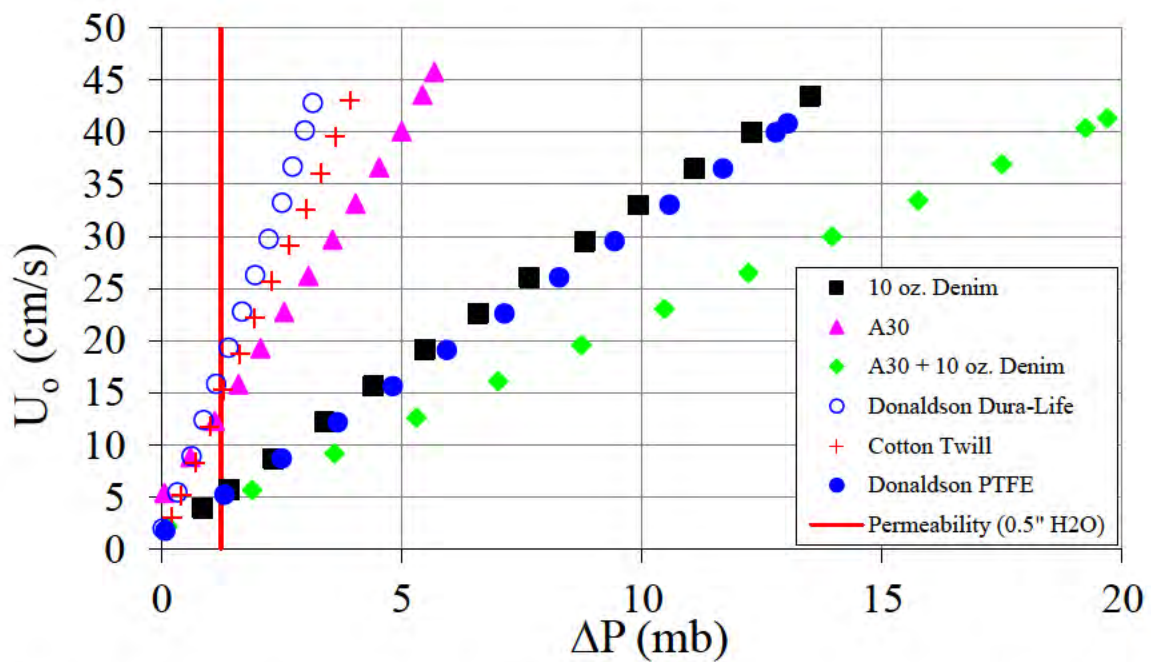 50
45
40
35
30
25
20
15
10
5
0
U₀ (cm/s)
0 5 10 15 20
ΔP (mb)
10 oz. Denim
A30
A30 + 10 oz. Denim
Donaldson Dura-Life
Cotton Twill
Donaldson PTFE
Permeability (0.5" H2O)